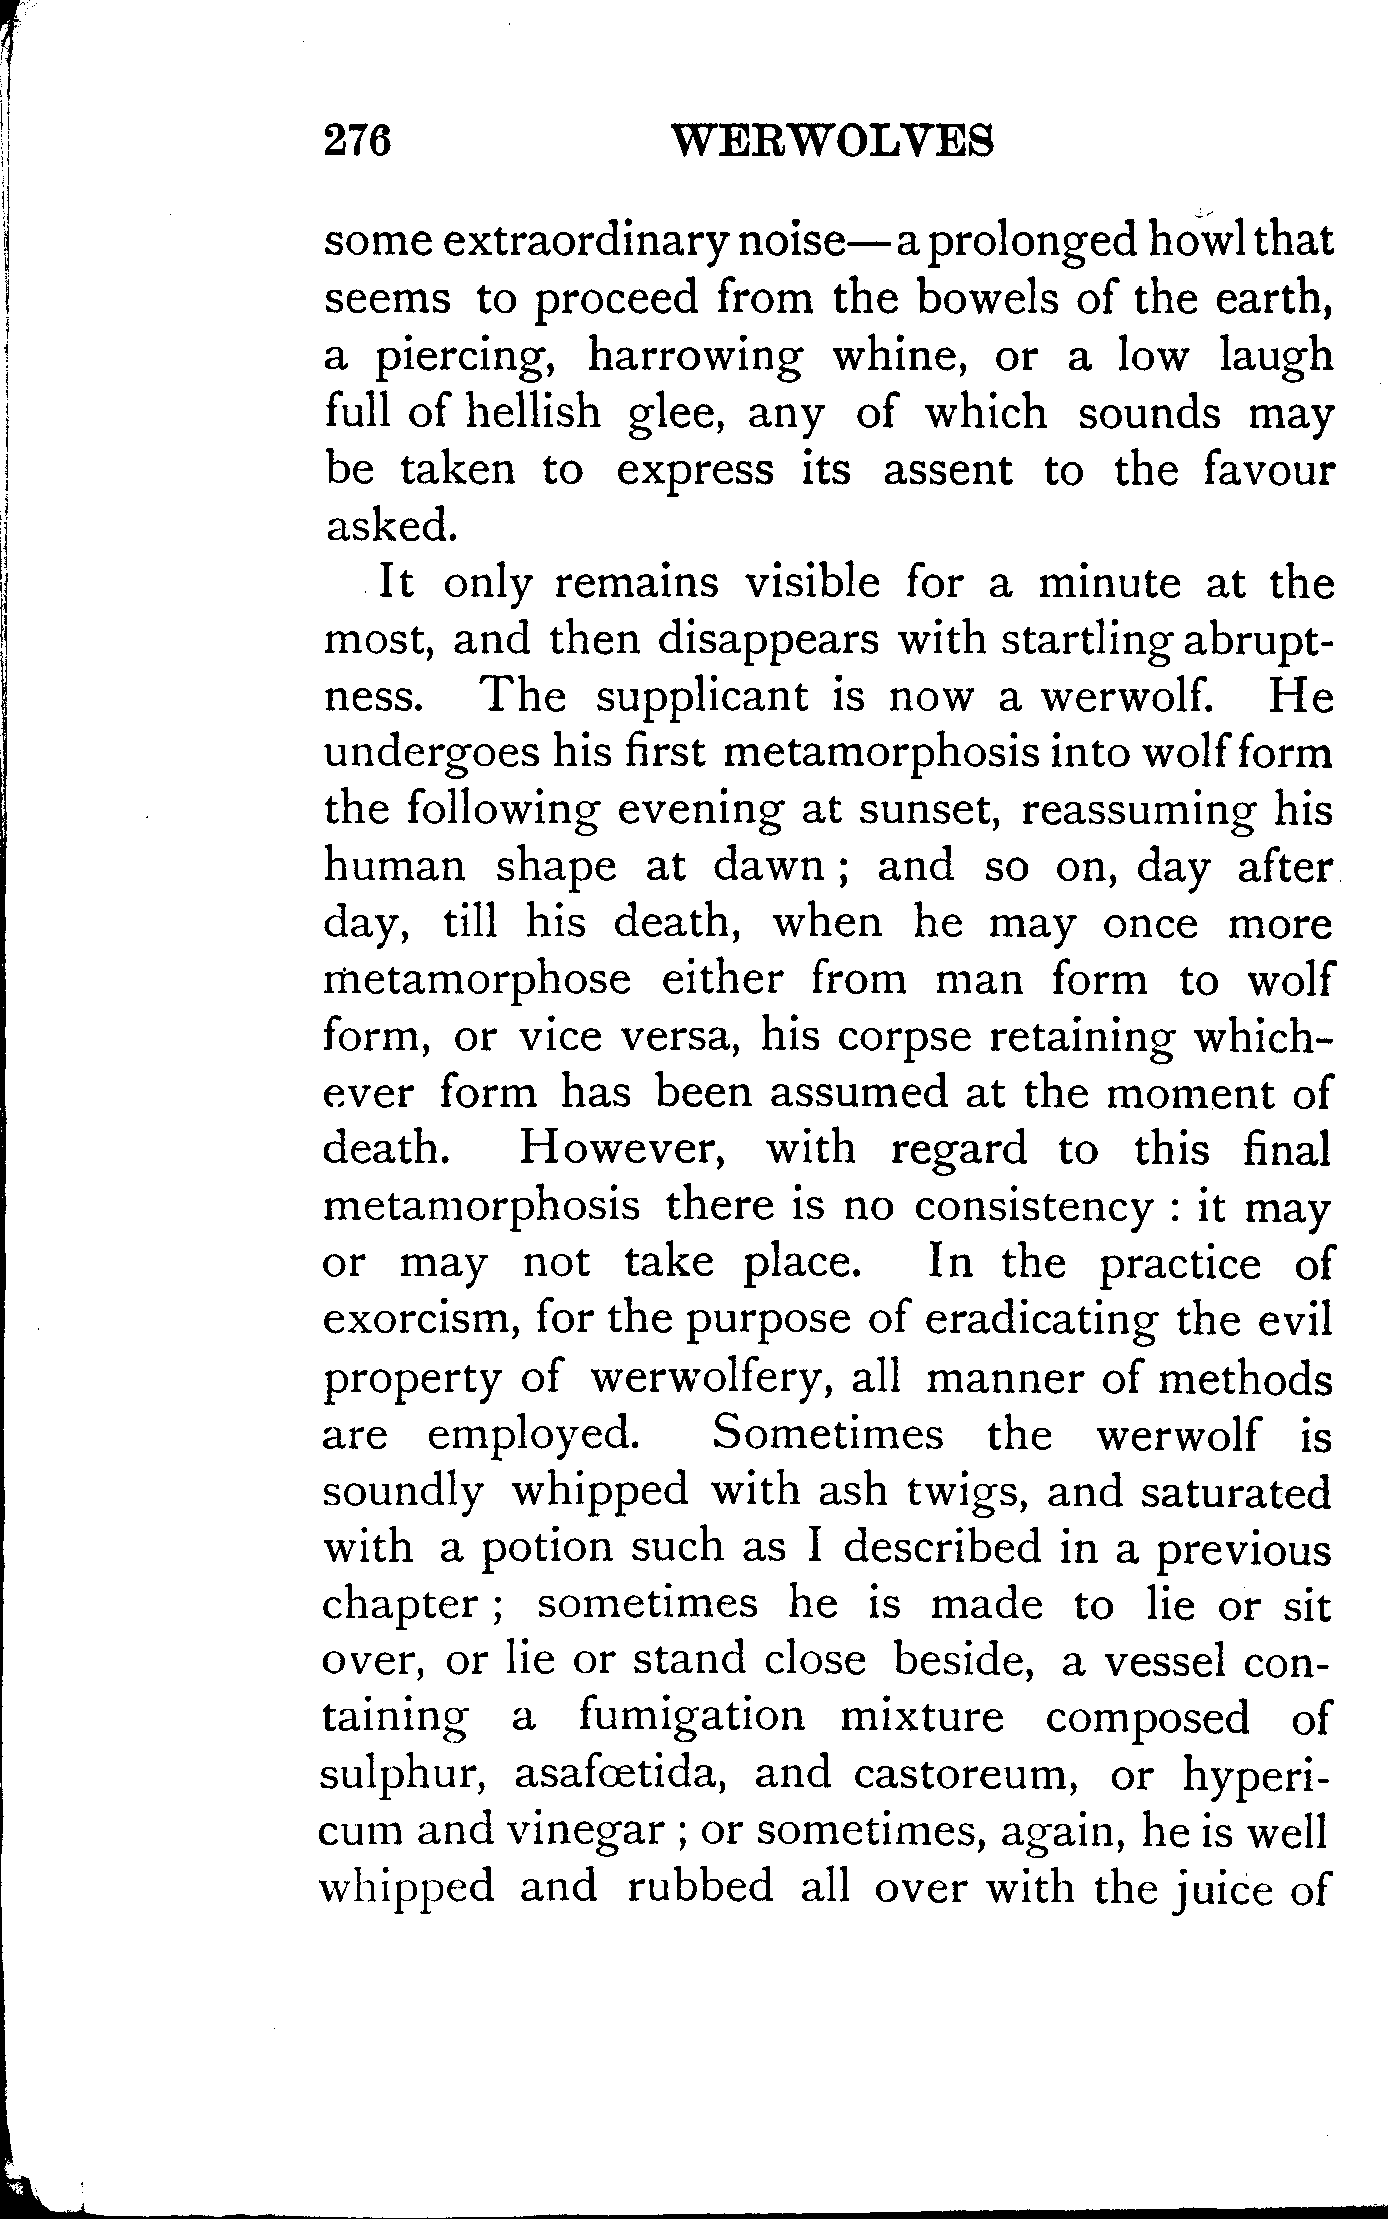 276 WERWOLVES
some extraordinary noise—a prolonged howl that
seems to proceed from the bowels of the earth,
a piercing, harrowing whine, or a low laugh
full of hellish glee, any of which sounds may
be taken to express its assent to the favour
asked.
It only remains visible for a minute at the
most, and then disappears with startling abrupt-
ness. The supplicant is now a werwolf. He
undergoes his first metamorphosis into wolf form
the following evening at sunset, reassuming his
human shape at dawn ; and so on, day after
day, till his death, when he may once more
metamorphose either from man form to wolf
form, or vice versa, his corpse retaining which-
ever form has been assumed at the moment of
death. However, with regard to this final
metamorphosis there is no consistency : it may
or may not take place. In the practice of
exorcism, for the purpose of eradicating the evil
property of werwolfery, all manner of methods
are employed. Sometimes the werwolf is
soundly whipped with ash twigs, and saturated
with a potion such as I described in a previous
chapter ; sometimes he is made to lie or sit
over, or lie or stand close beside, a vessel con-
taining a fumigation mixture composed of
sulphur, asafœtida, and castoreum, or hyperi-
cum and vinegar ; or sometimes, again, he is well
whipped and rubbed all over with the juice of